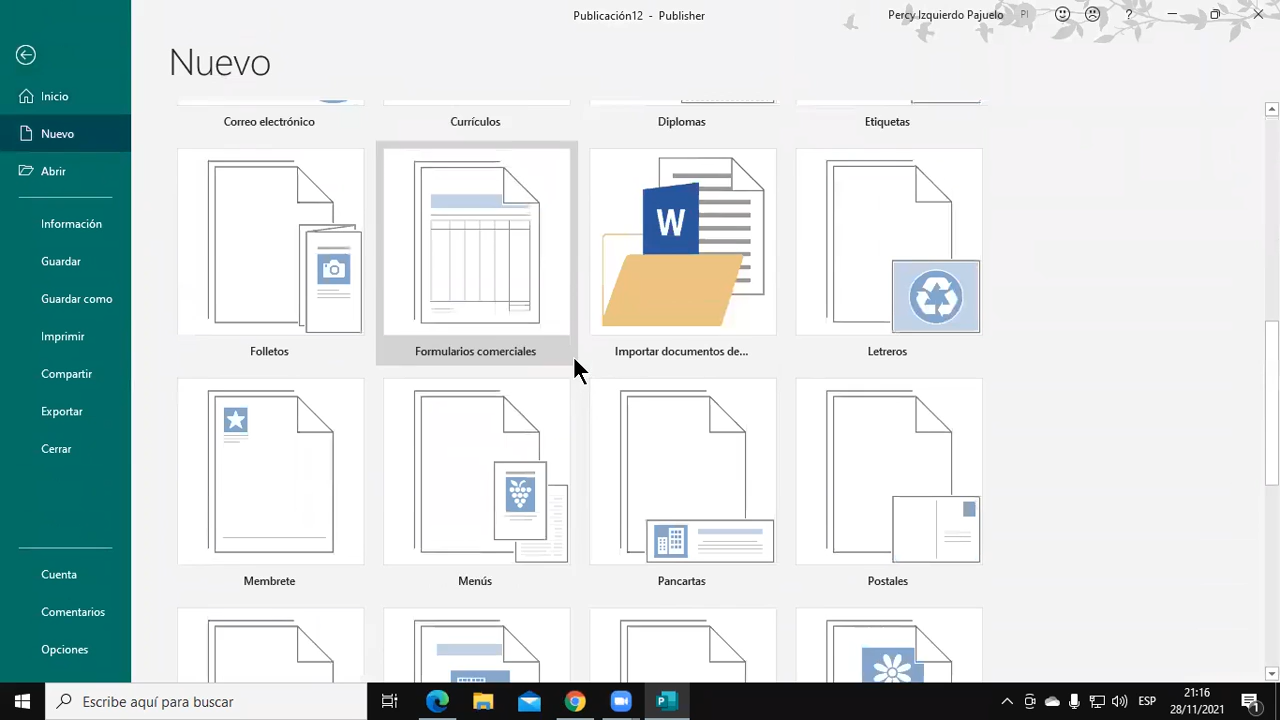 Publicación12 - Publisher
Percy Izquierdo Pajuelo
PI
?
Nuevo
Inicio
Nuevo
Abrir
Información
Guardar
Guardar como
Imprimir
Compartir
Exportar
Cerrar
Cuenta
Comentarios
Opciones
Correo electrónico
Currículos
Diplomas
Etiquetas
W
Folletos
Formularios comerciales
Importar documentos de...
Letreros
Membrete
Menús
Pancartas
Postales
Escribe aquí para buscar
ESP
21:16
28/11/2021
1